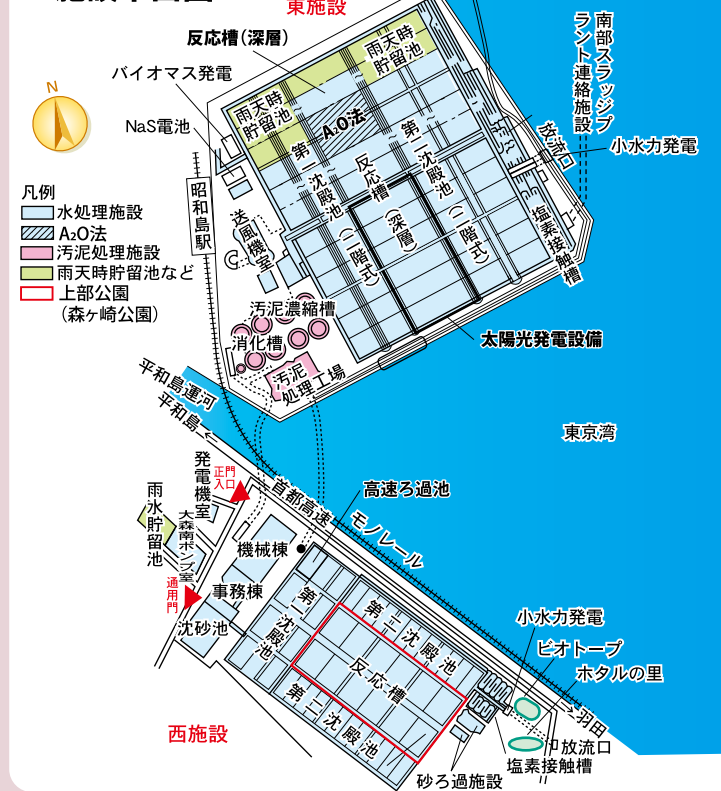 東施設
反応槽(深層)
バイオマス発電
NaS電池
N
雨天時
貯留池
雨天時
貯留池
A₂O法
南部スラッジプ
ラント連絡施設
放流口
小水力発電
第一沈殿池(二階式)
反応槽(深層)
第二沈殿池(二階式)
塩素接触槽
昭和島駅
送風機室
凡例
水処理施設
A₂O法
汚泥処理施設
雨天時貯留池など
上部公園
(森ヶ崎公園)
汚泥濃縮槽
消化槽
汚泥
処理工場
太陽光発電設備
東京湾
平和島運河
平和島←
首都高速
モノレール
高速ろ過池
正門
入口
発電機室
雨水貯留池
大森南ポンプ室
通用門
機械棟
事務棟
沈砂池
第一沈殿池
第二沈殿池
反応槽
第二沈殿池
小水力発電
ビオトープ
ホタルの里
→羽田
放流口
塩素接触槽
砂ろ過施設
西施設